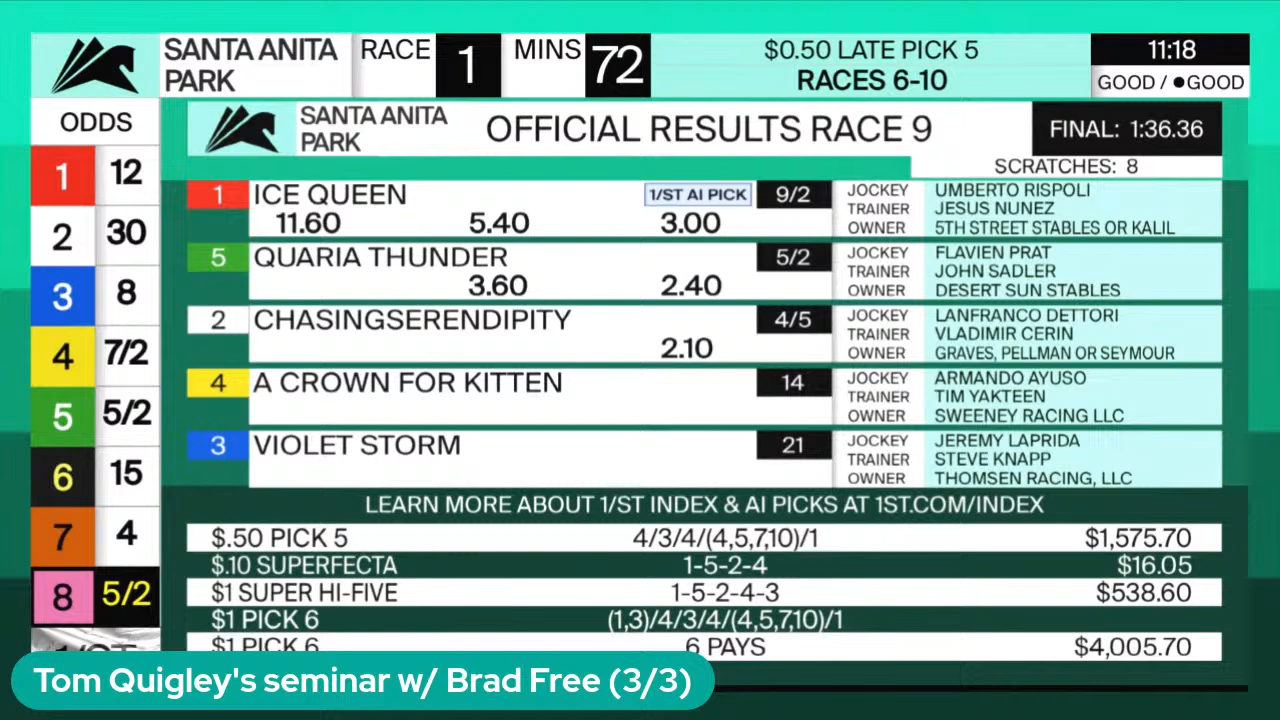 SANTA ANITA PARK RACE 1 MINS 72 $0.50 LATE PICK 5 RACES 6-10 11:18 GOOD / ●GOOD
ODDS
1 12
2 30
3 8
4 7/2
5 5/2
6 15
7 4
8 5/2
SANTA ANITA PARK OFFICIAL RESULTS RACE 9 FINAL: 1:36.36
SCRATCHES: 8
1 ICE QUEEN 1/ST AI PICK 9/2 JOCKEY UMBERTO RISPOLI
TRAINER JESUS NUNEZ
11.60 5.40 3.00 OWNER 5TH STREET STABLES OR KALIL
5 QUARIA THUNDER 5/2 JOCKEY FLAVIEN PRAT
TRAINER JOHN SADLER
3.60 2.40 OWNER DESERT SUN STABLES
2 CHASINGSERENDIPITY 4/5 JOCKEY LANFRANCO DETTORI
TRAINER VLADIMIR CERIN
2.10 OWNER GRAVES, PELLMAN OR SEYMOUR
4 A CROWN FOR KITTEN 14 JOCKEY ARMANDO AYUSO
TRAINER TIM YAKTEEN
OWNER SWEENEY RACING LLC
3 VIOLET STORM 21 JOCKEY JEREMY LAPRIDA
TRAINER STEVE KNAPP
OWNER THOMSEN RACING, LLC
LEARN MORE ABOUT 1/ST INDEX & AI PICKS AT 1ST.COM/INDEX
$.50 PICK 5 4/3/4/(4,5,7,10)/1 $1,575.70
$.10 SUPERFECTA 1-5-2-4 $16.05
$1 SUPER HI-FIVE 1-5-2-4-3 $538.60
$1 PICK 6 (1,3)/4/3/4/(4,5,7,10)/1
$1 PICK 6 6 PAYS $4,005.70
Tom Quigley's seminar w/ Brad Free (3/3)